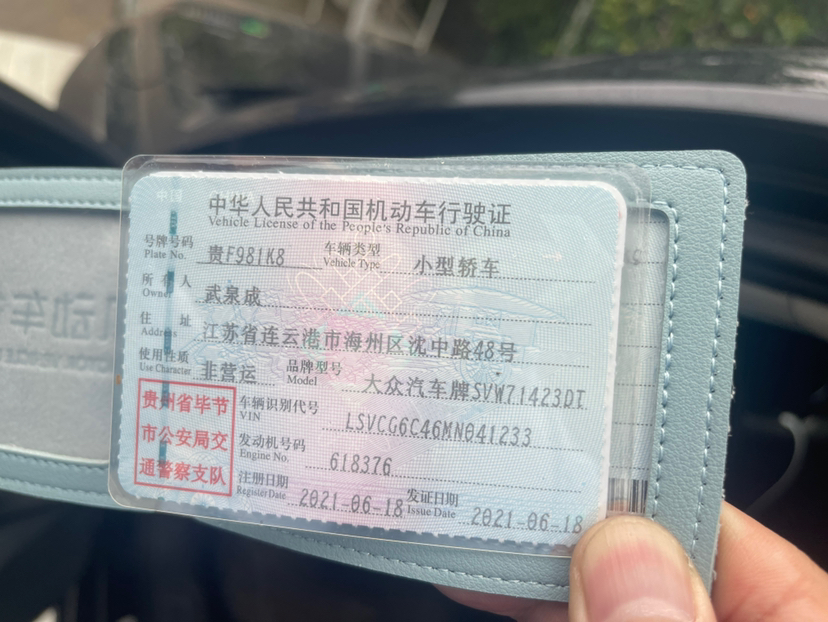 中华人民共和国机动车行驶证
Vehicle License of the People's Republic of China
号牌号码 贵F981K8 车辆类型 小型轿车
Plate No. Vehicle Type
所有人 武泉成
Owner
住址 江苏省连云港市海州区沈中路48号
Address
使用性质 非营运 品牌型号 大众汽车牌SVW71423DT
Use Character Model
贵州省毕节
市公安局交
通警察支队
车辆识别代号 LSVCG6C46MN041233
VIN
发动机号码 618376
Engine No.
注册日期 2021-06-18 发证日期 2021-06-18
Register Date Issue Date